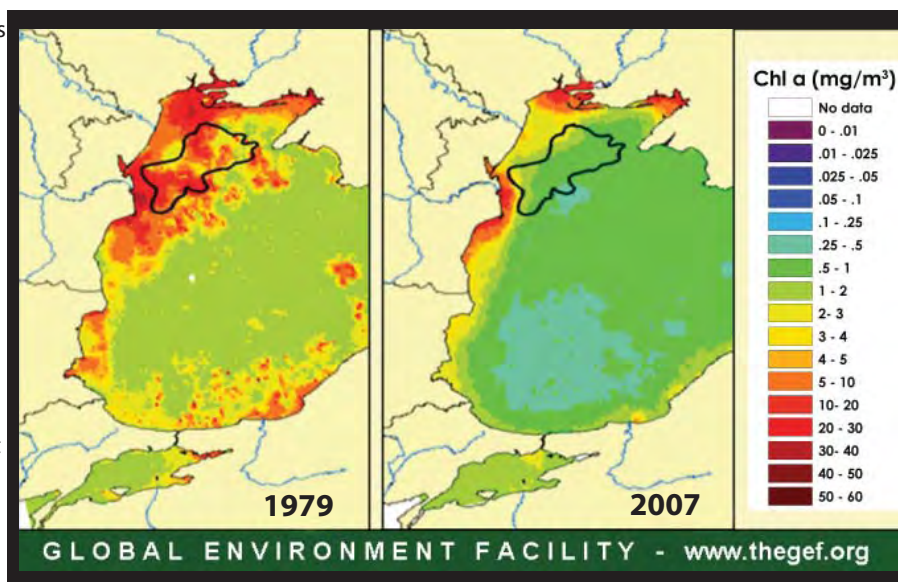 s
1979
2007
Chl a (mg/m³)
No data
0 - .01
.01 - .025
.025 - .05
.05 - .1
.1 - .25
.25 - .5
.5 - 1
1 - 2
2- 3
3 - 4
4 - 5
5 - 10
10- 20
20 - 30
30- 40
40 - 50
50 - 60
GLOBAL ENVIRONMENT FACILITY - www.thegef.org